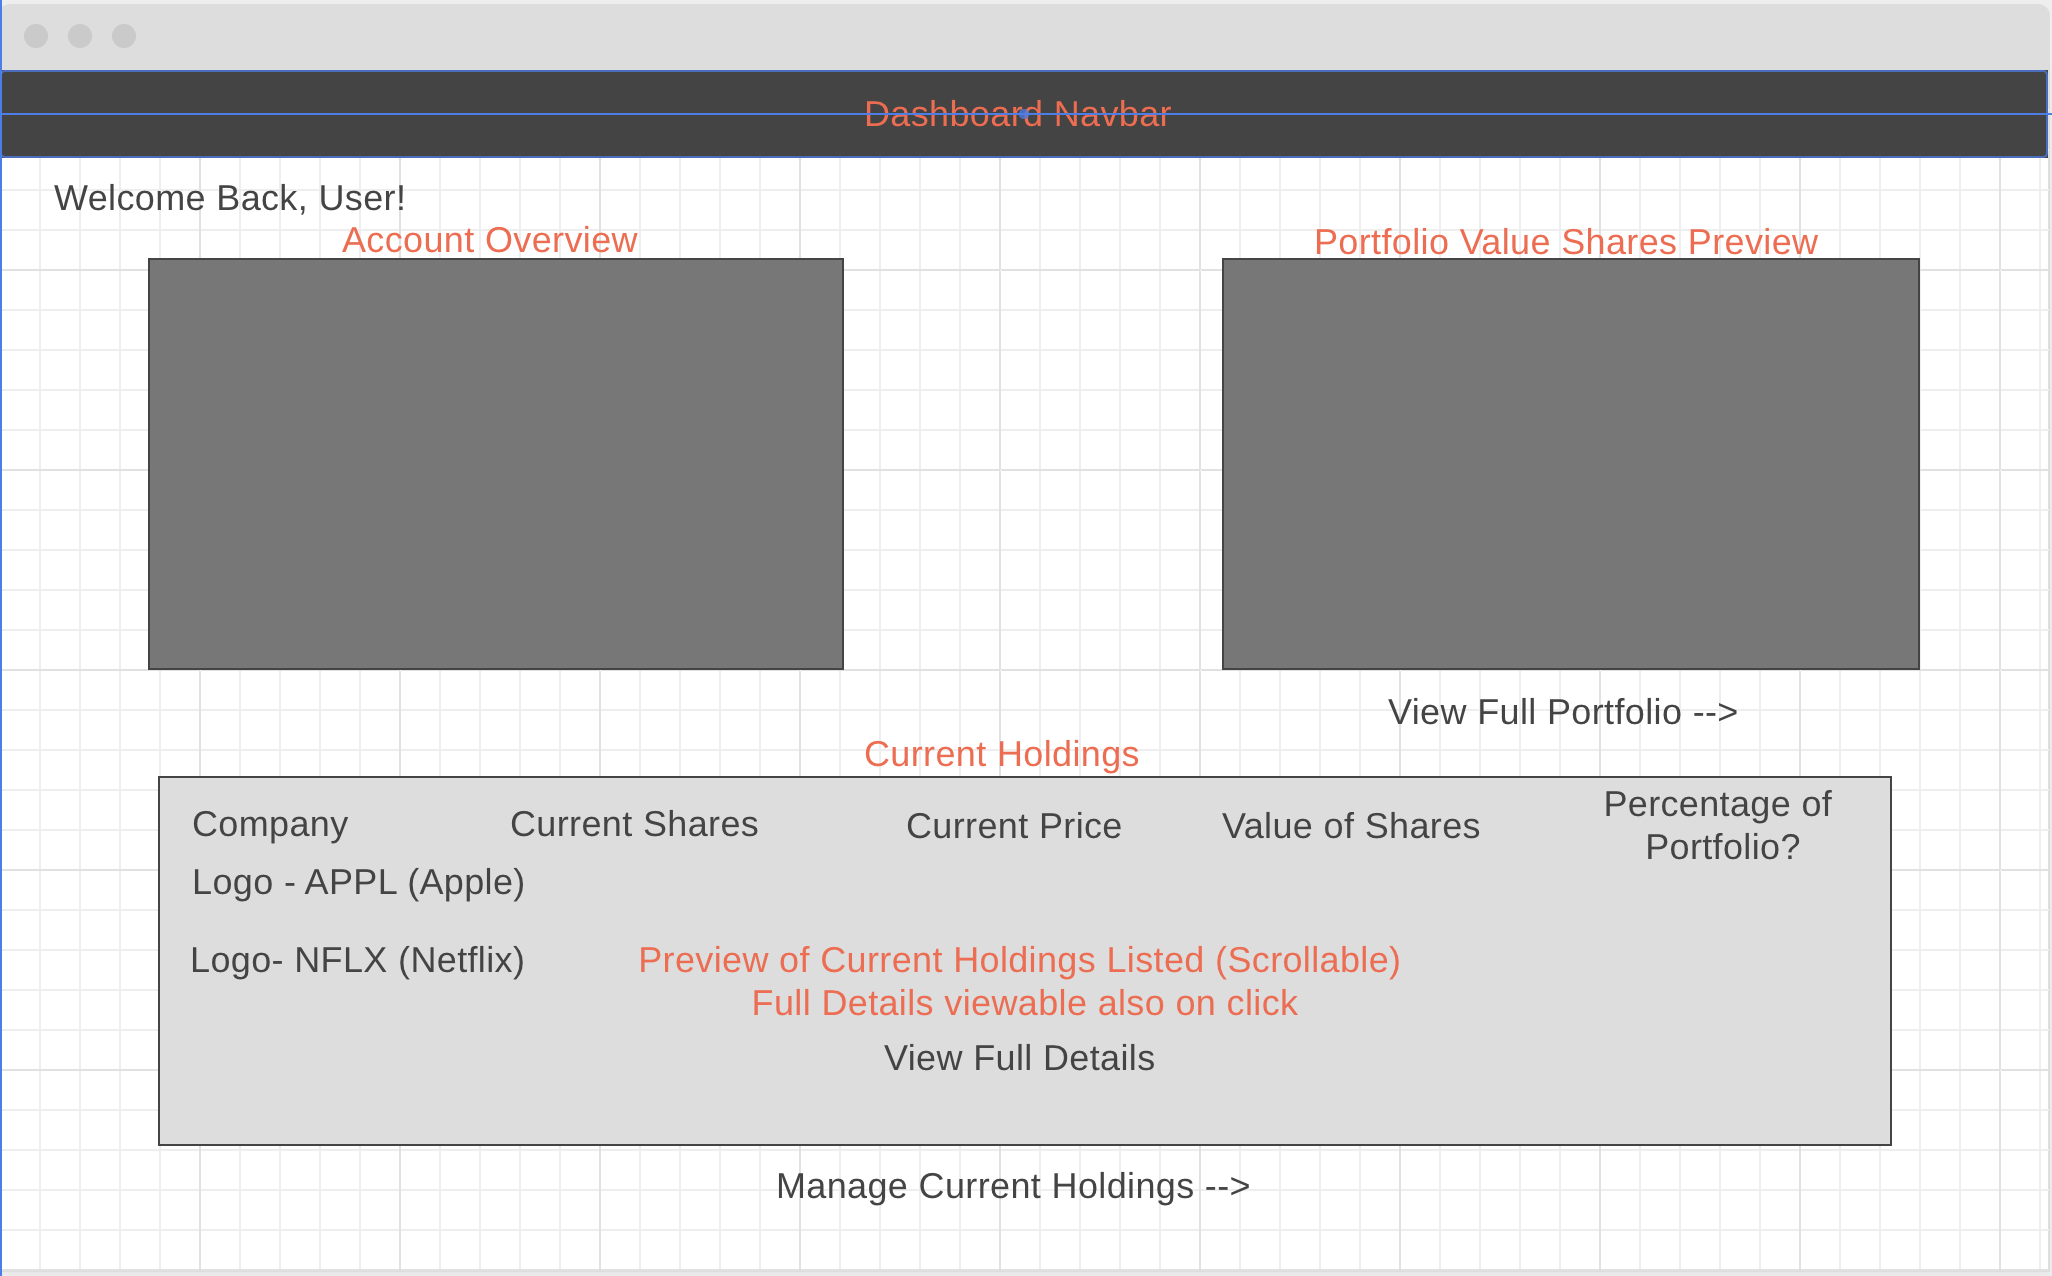 Dashboard Navbar
Welcome Back, User!
Account Overview
Portfolio Value Shares Preview
View Full Portfolio -->
Current Holdings
Company
Current Shares
Current Price
Value of Shares
Percentage of
Portfolio?
Logo - APPL (Apple)
Logo- NFLX (Netflix)
Preview of Current Holdings Listed (Scrollable)
Full Details viewable also on click
View Full Details
Manage Current Holdings -->